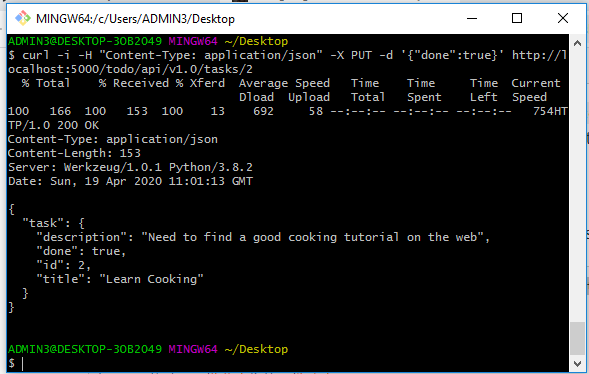 MINGW64:/c/Users/ADMIN3/Desktop
ADMIN3@DESKTOP-3OB2049 MINGW64 ~/Desktop
$ curl -i -H "Content-Type: application/json" -X PUT -d '{"done":true}' http://l
ocalhost:5000/todo/api/v1.0/tasks/2
  % Total    % Received % Xferd  Average Speed   Time    Time     Time  Current
                                 Dload  Upload   Total   Spent    Left  Speed
100   166  100   153  100    13    692     58 --:--:-- --:--:-- --:--:--   754HT
TP/1.0 200 OK
Content-Type: application/json
Content-Length: 153
Server: Werkzeug/1.0.1 Python/3.8.2
Date: Sun, 19 Apr 2020 11:01:13 GMT

{
  "task": {
    "description": "Need to find a good cooking tutorial on the web",
    "done": true,
    "id": 2,
    "title": "Learn Cooking"
  }
}

ADMIN3@DESKTOP-3OB2049 MINGW64 ~/Desktop
$